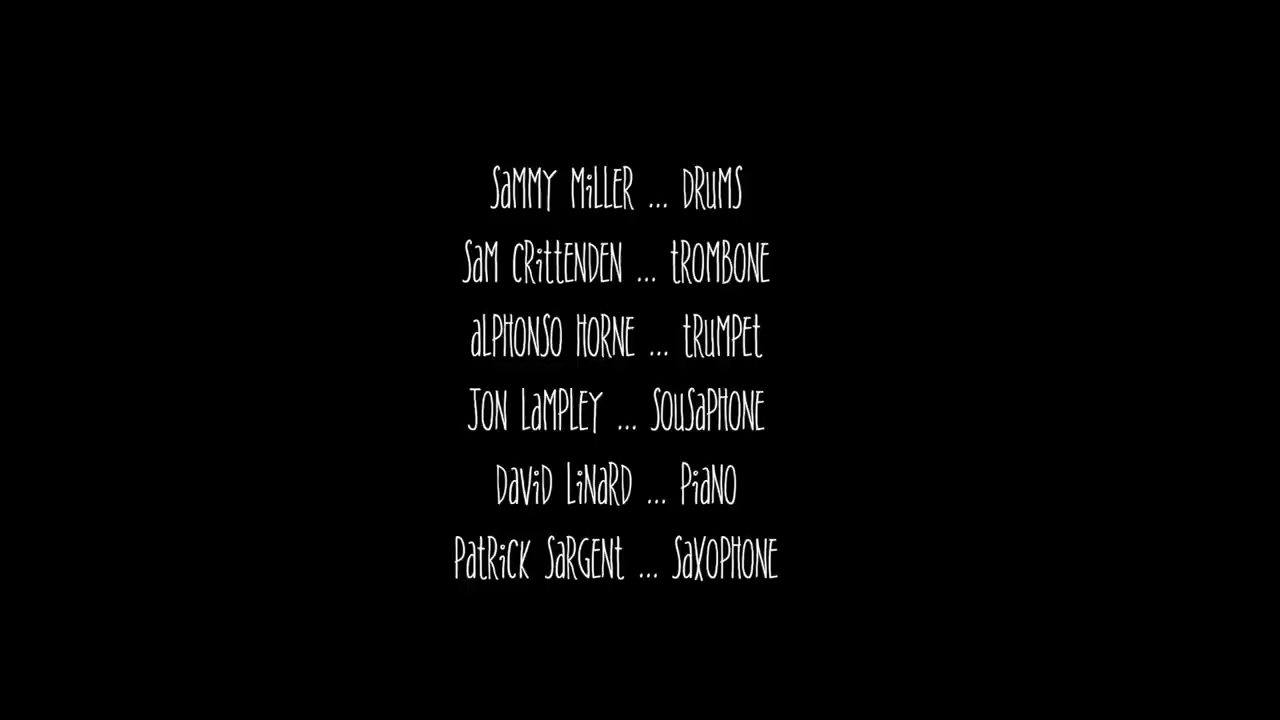 Sammy Miller ... Drums
Sam Crittenden ... Trombone
Alphonso Horne ... Trumpet
Jon Lampley ... Sousaphone
David Linard ... Piano
Patrick Sargent ... Saxophone